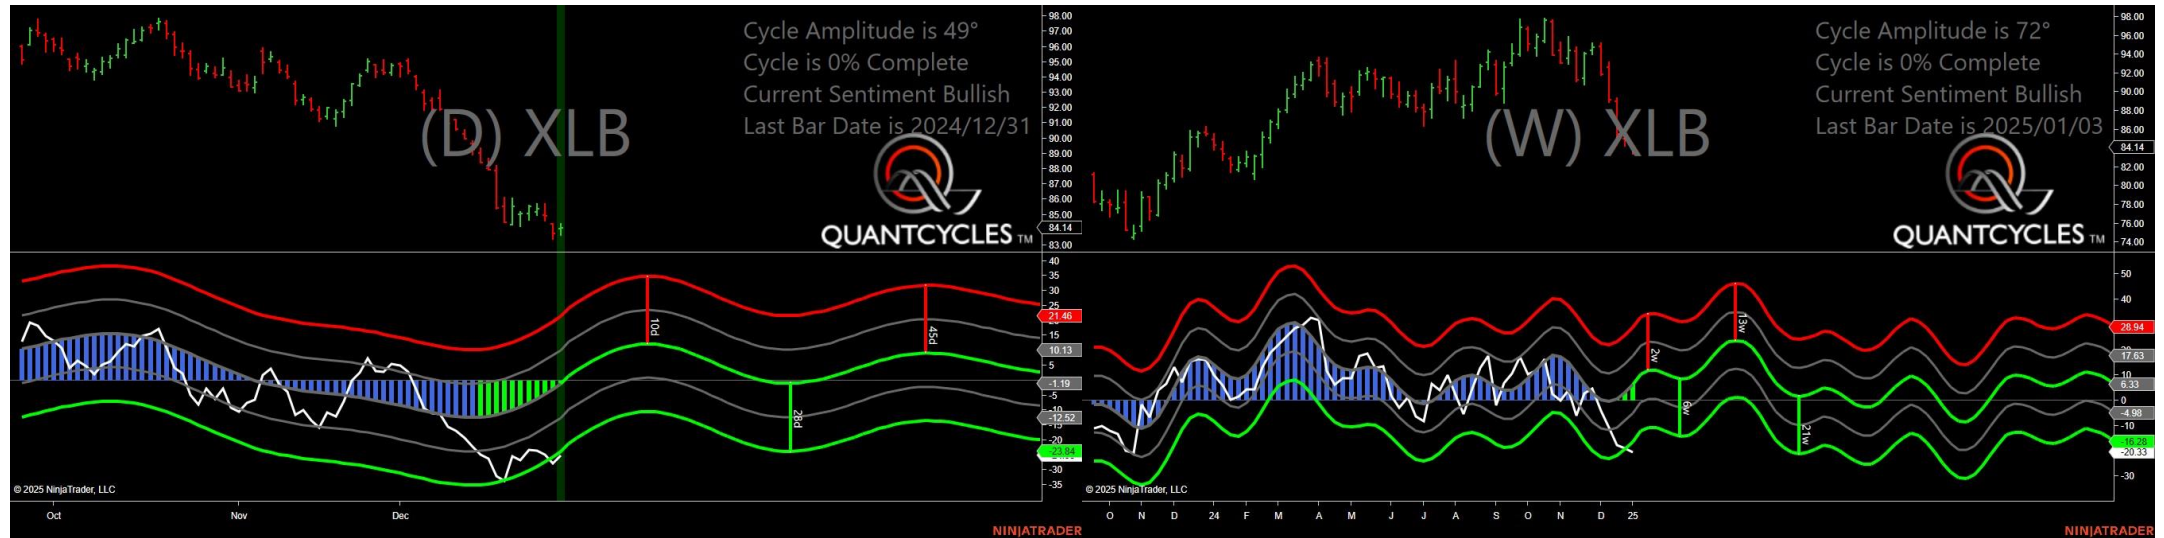 Cycle Amplitude is 49°
Cycle is 0% Complete
Current Sentiment Bullish
Last Bar Date is 2024/12/31
(D) XLB
QUANTCYCLES TM
98.00
97.00
96.00
95.00
94.00
93.00
92.00
91.00
90.00
89.00
88.00
87.00
86.00
85.00
84.14
83.00
40
35
30
25
21.46
10.13
5
-1.19
-5
-10
-12.52
-15
-20
-23.84
-30
-35
10d
28d
45d
© 2025 NinjaTrader, LLC
Oct
Nov
Dec
NINJATRADER
Cycle Amplitude is 72°
Cycle is 0% Complete
Current Sentiment Bullish
Last Bar Date is 2025/01/03
(W) XLB
QUANTCYCLES TM
98.00
96.00
94.00
92.00
90.00
88.00
86.00
84.14
82.00
80.00
78.00
76.00
74.00
50
40
28.94
17.63
10
6.33
0
-4.98
-10
-16.28
-20.33
-30
2w
6w
13w
21w
© 2025 NinjaTrader, LLC
O N D 24 F M A M J J A S O N D 25
NINJATRADER